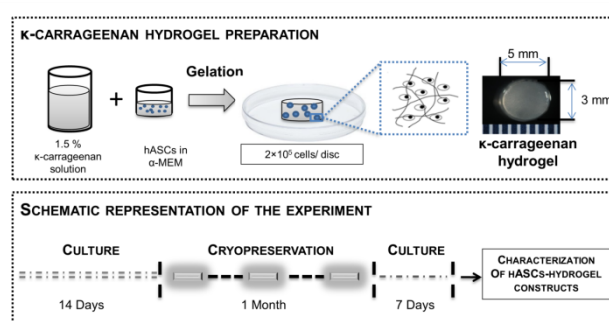 κ-CARRAGEENAN HYDROGEL PREPARATION
Gelation
5 mm
3 mm
1.5 %
κ-carrageenan
solution
hASCs in
α-MEM
2×10⁵ cells/ disc
κ-carrageenan
hydrogel
SCHEMATIC REPRESENTATION OF THE EXPERIMENT
CULTURE
CRYOPRESERVATION
CULTURE
14 Days
1 Month
7 Days
CHARACTERIZATION
OF HASCS-HYDROGEL
CONSTRUCTS